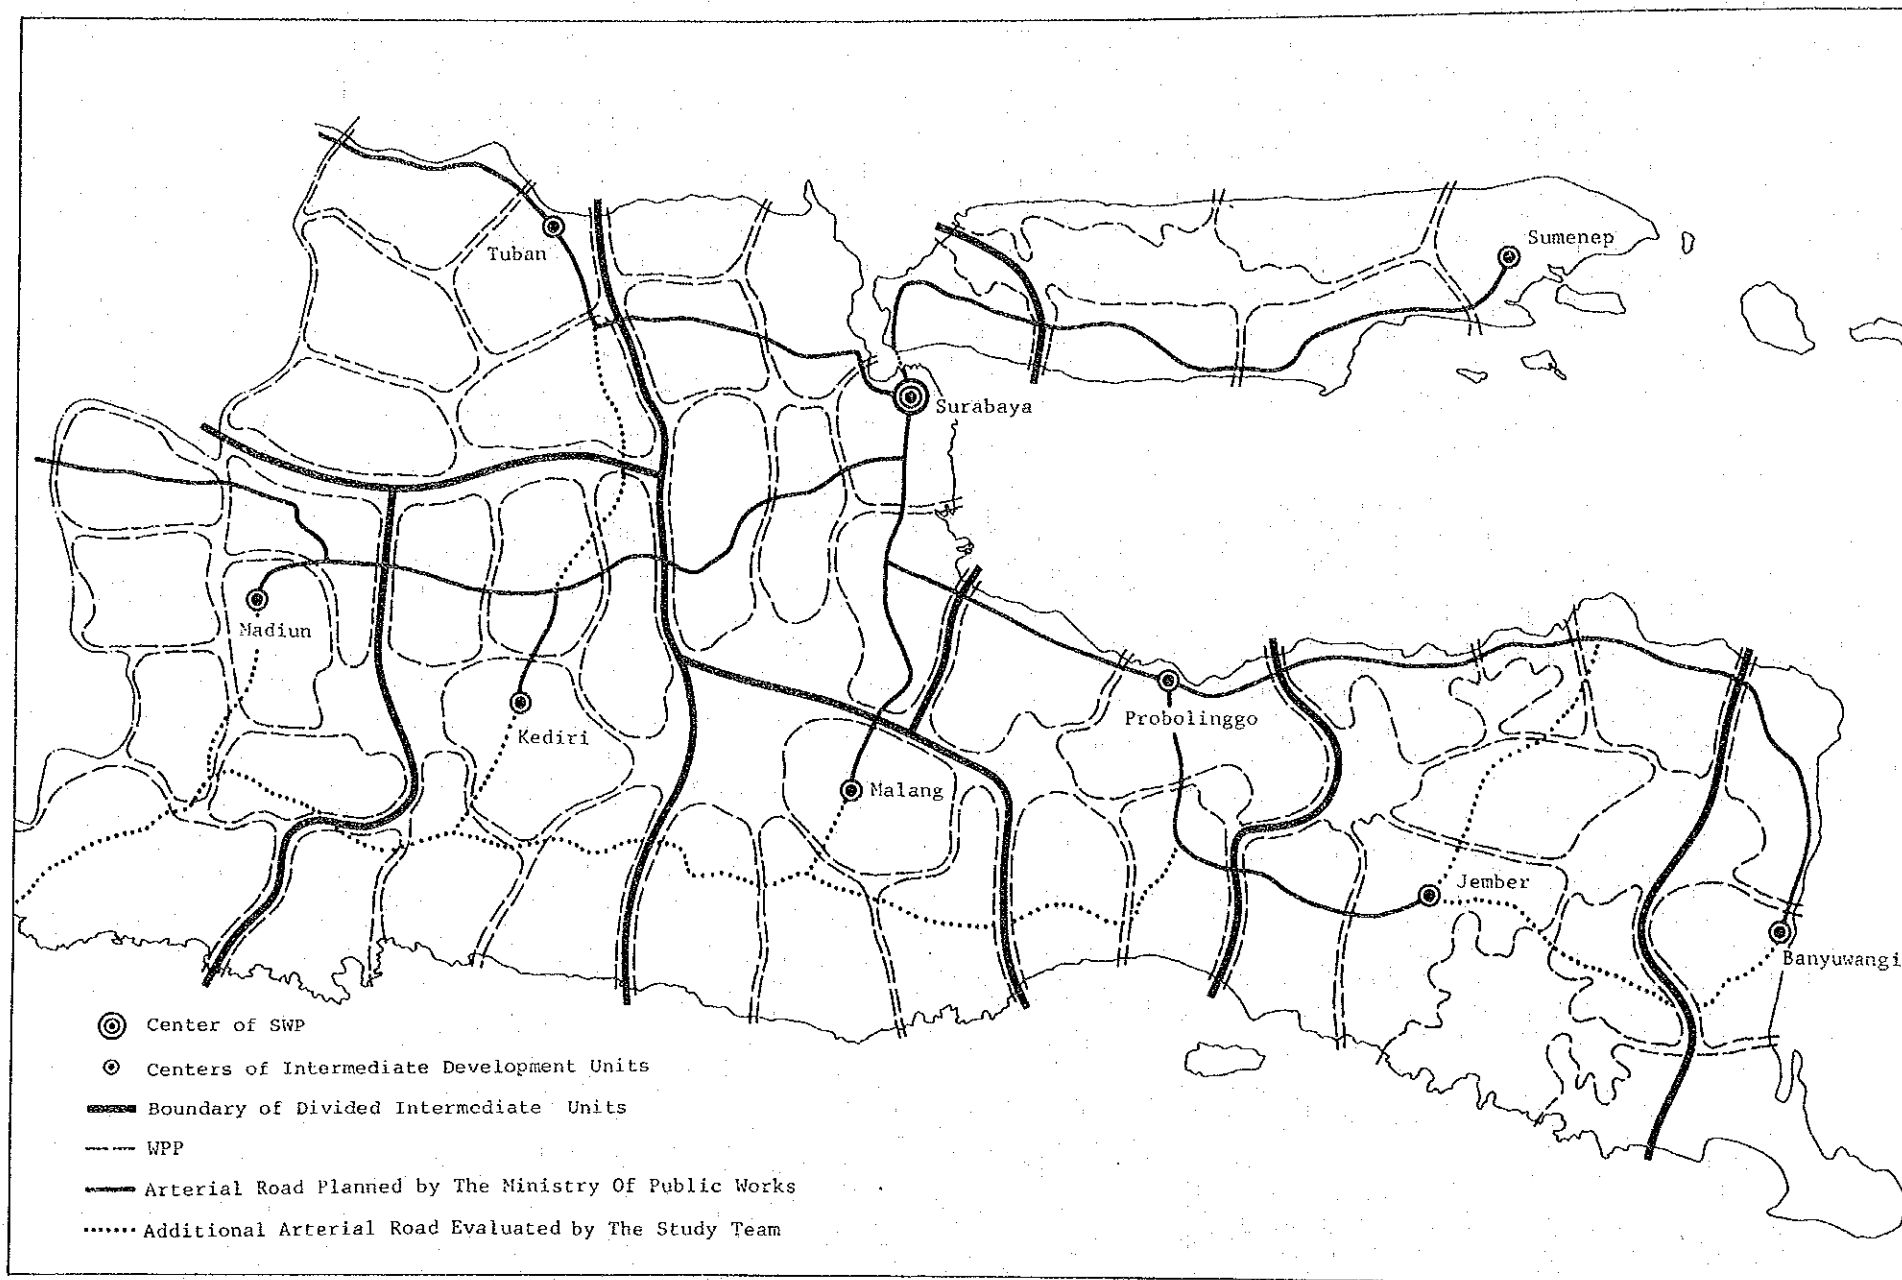 Tuban
Sumenep
Surabaya
Madiun
Kediri
Probolinggo
Malang
Jember
Banyuwangi
Center of SWP
Centers of Intermediate Development Units
Boundary of Divided Intermediate Units
WPP
Arterial Road Planned by The Ministry Of Public Works
Additional Arterial Road Evaluated by The Study Team